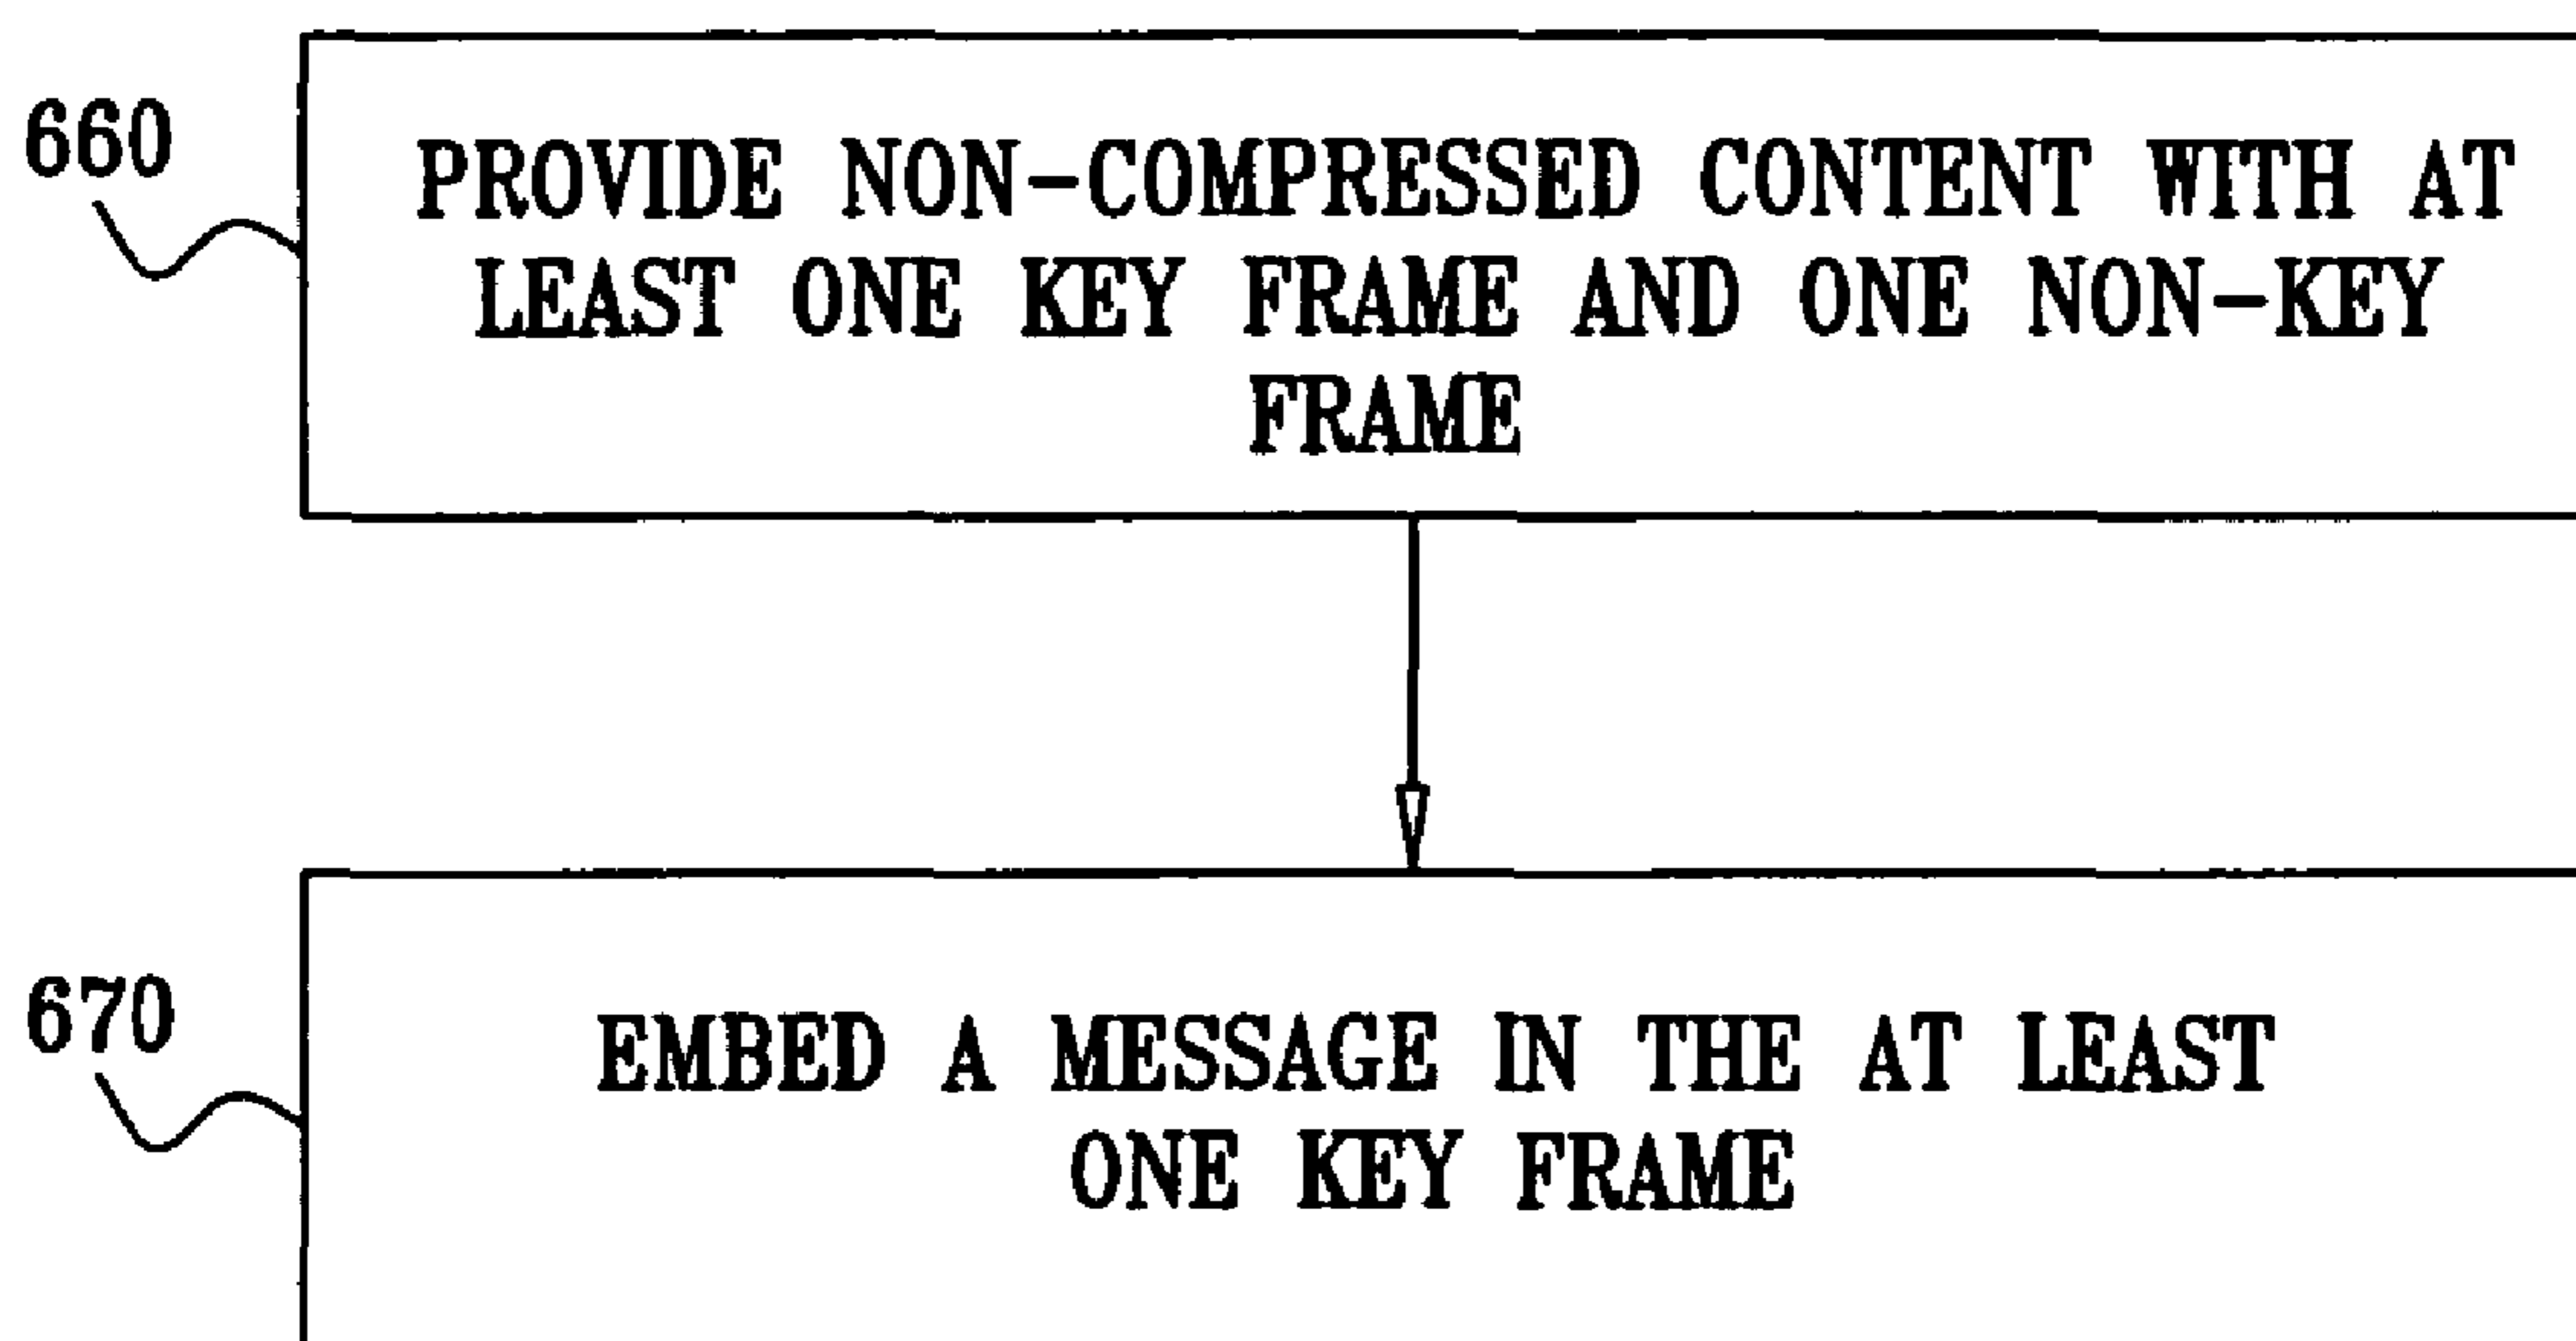 660
PROVIDE NON-COMPRESSED CONTENT WITH AT
LEAST ONE KEY FRAME AND ONE NON-KEY
FRAME
670
EMBED A MESSAGE IN THE AT LEAST
ONE KEY FRAME